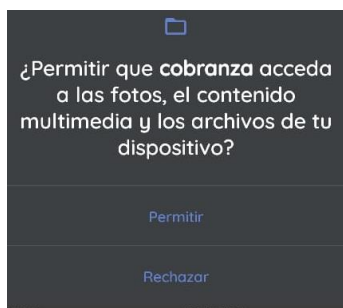 ¿Permitir que cobranza acceda
a las fotos, el contenido
multimedia y los archivos de tu
dispositivo?
Permitir
Rechazar